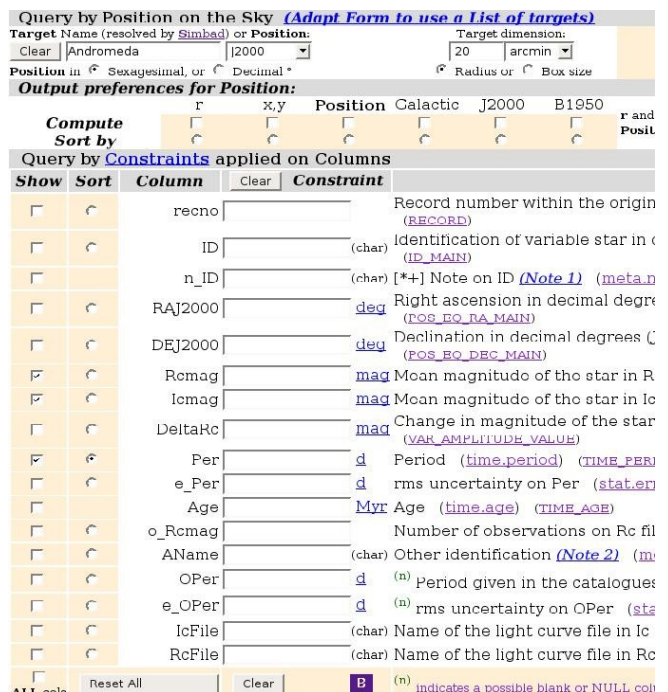 Query by Position on the Sky (Adapt Form to use a List of targets)
Target Name (resolved by Simbad) or Position: Target dimension:
Clear Andromeda J2000 20 arcmin
Position in Sexagesimal, or Decimal ° Radius or Box size
Output preferences for Position:
r x,y Position Galactic J2000 B1950
Compute r and
Sort by
Query by Constraints applied on Columns
Show Sort Column Clear Constraint
recno Record number within the origin
(RECORD)
ID (char) Identification of variable star in
(ID_MAIN)
n_ID (char) [*+] Note on ID (Note 1) (meta.n
RAJ2000 deg Right ascension in decimal degre
(POS_EQ_RA_MAIN)
DEJ2000 deg Declination in decimal degrees (J
(POS_EQ_DEC_MAIN)
Rcmag mag Mean magnitude of the star in R
Icmag mag Mean magnitude of the star in Ic
DeltaRc mag Change in magnitude of the star
(VAR_AMPLITUDE_VALUE)
Per d Period (time.period) (TIME_PERI
e_Per d rms uncertainty on Per (stat.err
Age Myr Age (time.age) (TIME_AGE)
o_Rcmag Number of observations on Rc fil
AName (char) Other identification (Note 2) (me
OPer d (n) Period given in the catalogues
e_OPer d (n) rms uncertainty on OPer (sta
IcFile (char) Name of the light curve file in Ic
RcFile (char) Name of the light curve file in Rc
Reset All Clear B (n) indicates a possible blank or NULL colu
ALL